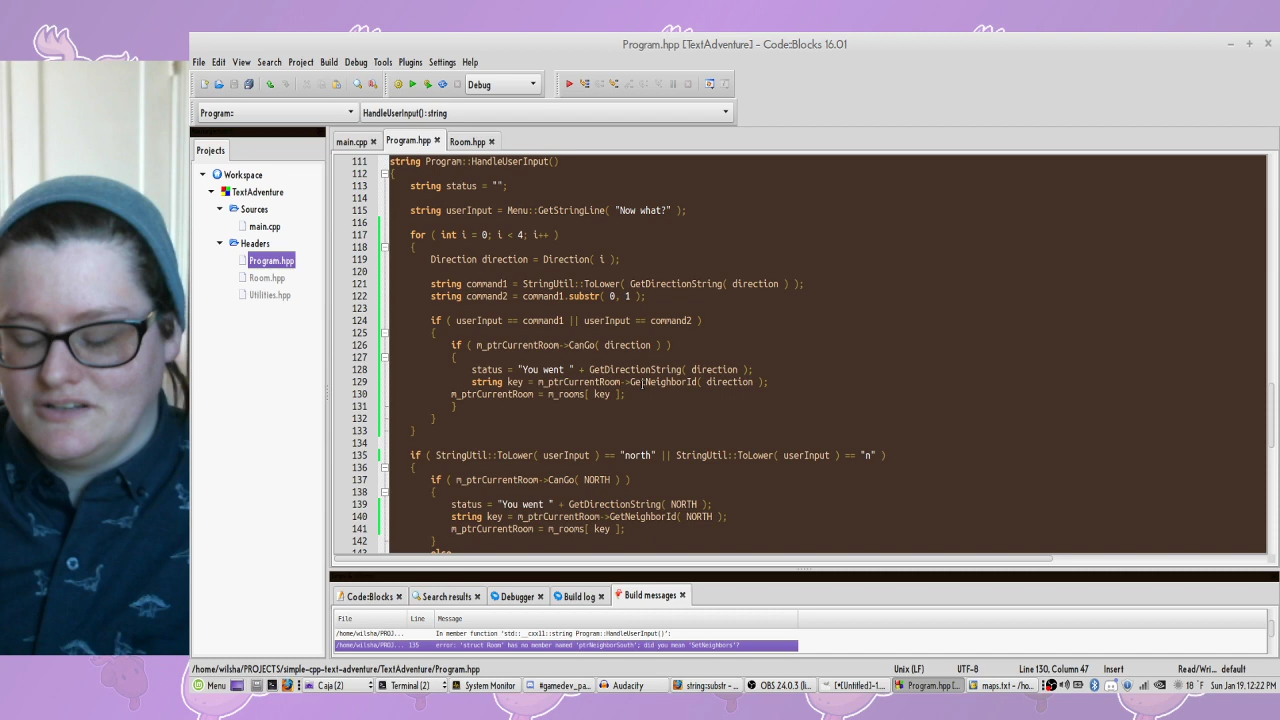 Program.hpp [TextAdventure] - Code::Blocks 16.01
File Edit View Search Project Build Debug Tools Plugins Settings Help
Debug
Program:: HandleUserInput():string
Projects
main.cpp Program.hpp Room.hpp
Workspace
TextAdventure
Sources
main.cpp
Headers
Program.hpp
Room.hpp
Utilities.hpp
111 string Program::HandleUserInput()
112 {
113 string status = "";
114
115 string userInput = Menu::GetStringLine( "Now what?" );
116
117 for ( int i = 0; i < 4; i++ )
118 {
119 Direction direction = Direction( i );
120
121 string command1 = StringUtil::ToLower( GetDirectionString( direction ) );
122 string command2 = command1.substr( 0, 1 );
123
124 if ( userInput == command1 || userInput == command2 )
125 {
126 if ( m_ptrCurrentRoom->CanGo( direction ) )
127 {
128 status = "You went " + GetDirectionString( direction );
129 string key = m_ptrCurrentRoom->GetNeighborId( direction );
130 m_ptrCurrentRoom = m_rooms[ key ];
131 }
132 }
133 }
134
135 if ( StringUtil::ToLower( userInput ) == "north" || StringUtil::ToLower( userInput ) == "n" )
136 {
137 if ( m_ptrCurrentRoom->CanGo( NORTH ) )
138 {
139 status = "You went " + GetDirectionString( NORTH );
140 string key = m_ptrCurrentRoom->GetNeighborId( NORTH );
141 m_ptrCurrentRoom = m_rooms[ key ];
142 }
143 else
Code::Blocks Search results Debugger Build log Build messages
File Line Message
/home/wilsha/PROJ... In member function 'std::__cxx11::string Program::HandleUserInput()':
/home/wilsha/PROJ... 135 error: 'struct Room' has no member named 'ptrNeighborSouth'; did you mean 'SetNeighbors'?
/home/wilsha/PROJECTS/simple-cpp-text-adventure/TextAdventure/Program.hpp Unix (LF) UTF-8 Line 130, Column 47 Insert Read/Wri... default
Menu Caja (2) Terminal (2) System Monitor #gamedev_pa... Audacity string::substr - ... OBS 24.0.3 (li... [*(Untitled)-1... Program.hpp [... maps.txt (~/ho... 18 °F Sun Jan 19, 12:22 PM